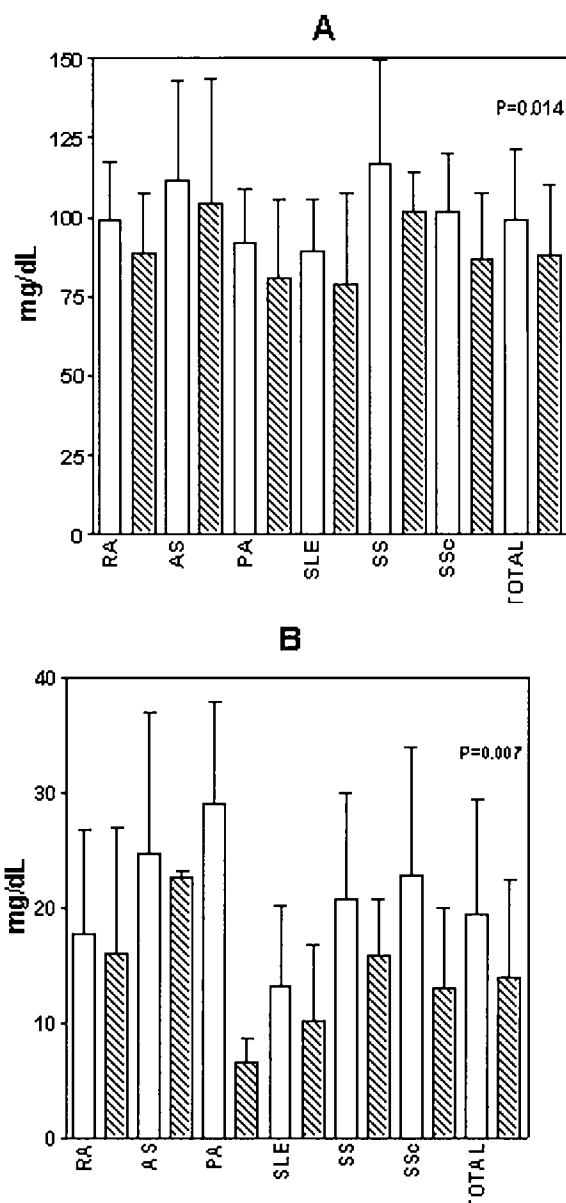 A
150
P=0.014
125
100
75
50
25
0
mg/dL
RA
AS
PA
SLE
SS
SSc
TOTAL
B
40
P=0.007
30
20
10
0
mg/dL
RA
AS
PA
SLE
SS
SSc
TOTAL